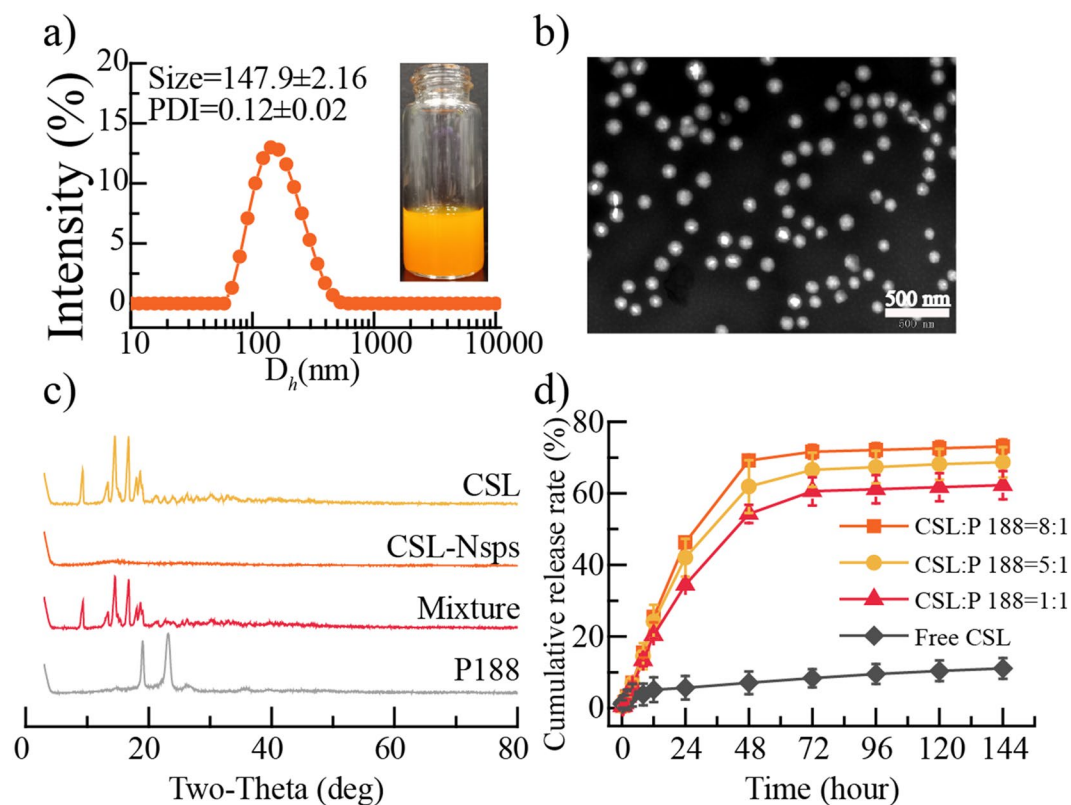 a)
20
15
10
5
0
Intensity (%)
Size=147.9±2.16
PDI=0.12±0.02
10 100 1000 10000
Dₕ(nm)
b)
500 nm
500 nm
c)
CSL
CSL-Nsps
Mixture
P188
0 20 40 60 80
Two-Theta (deg)
d)
80
60
40
20
0
Cumulative release rate (%)
CSL:P 188=8:1
CSL:P 188=5:1
CSL:P 188=1:1
Free CSL
0 24 48 72 96 120 144
Time (hour)